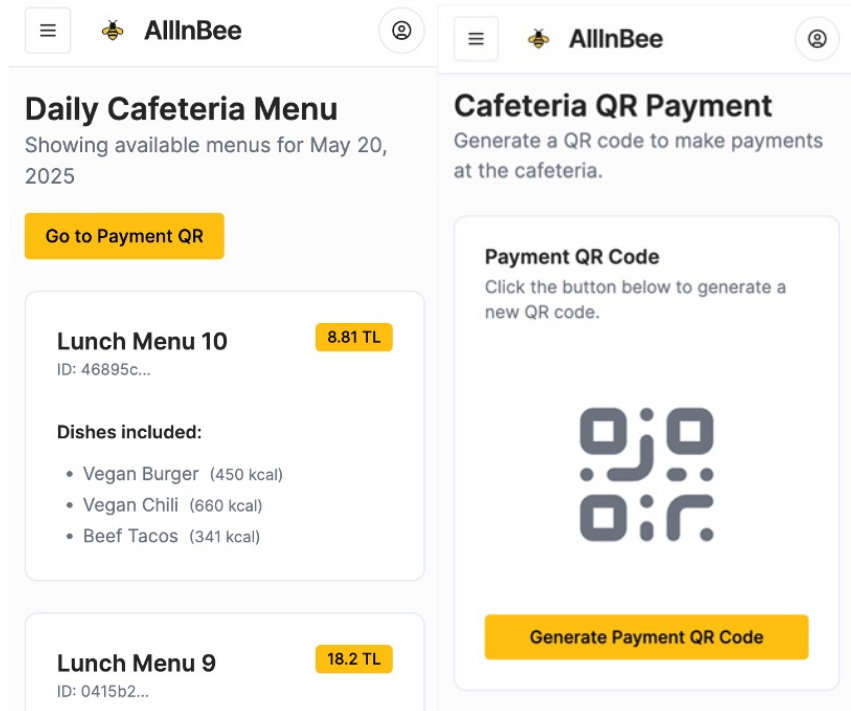 AllInBee
Daily Cafeteria Menu
Showing available menus for May 20,
2025
Go to Payment QR
Lunch Menu 10
8.81 TL
ID: 46895c...
Dishes included:
• Vegan Burger (450 kcal)
• Vegan Chili (660 kcal)
• Beef Tacos (341 kcal)
Lunch Menu 9
18.2 TL
ID: 0415b2...
AllInBee
Cafeteria QR Payment
Generate a QR code to make payments
at the cafeteria.
Payment QR Code
Click the button below to generate a
new QR code.
Generate Payment QR Code